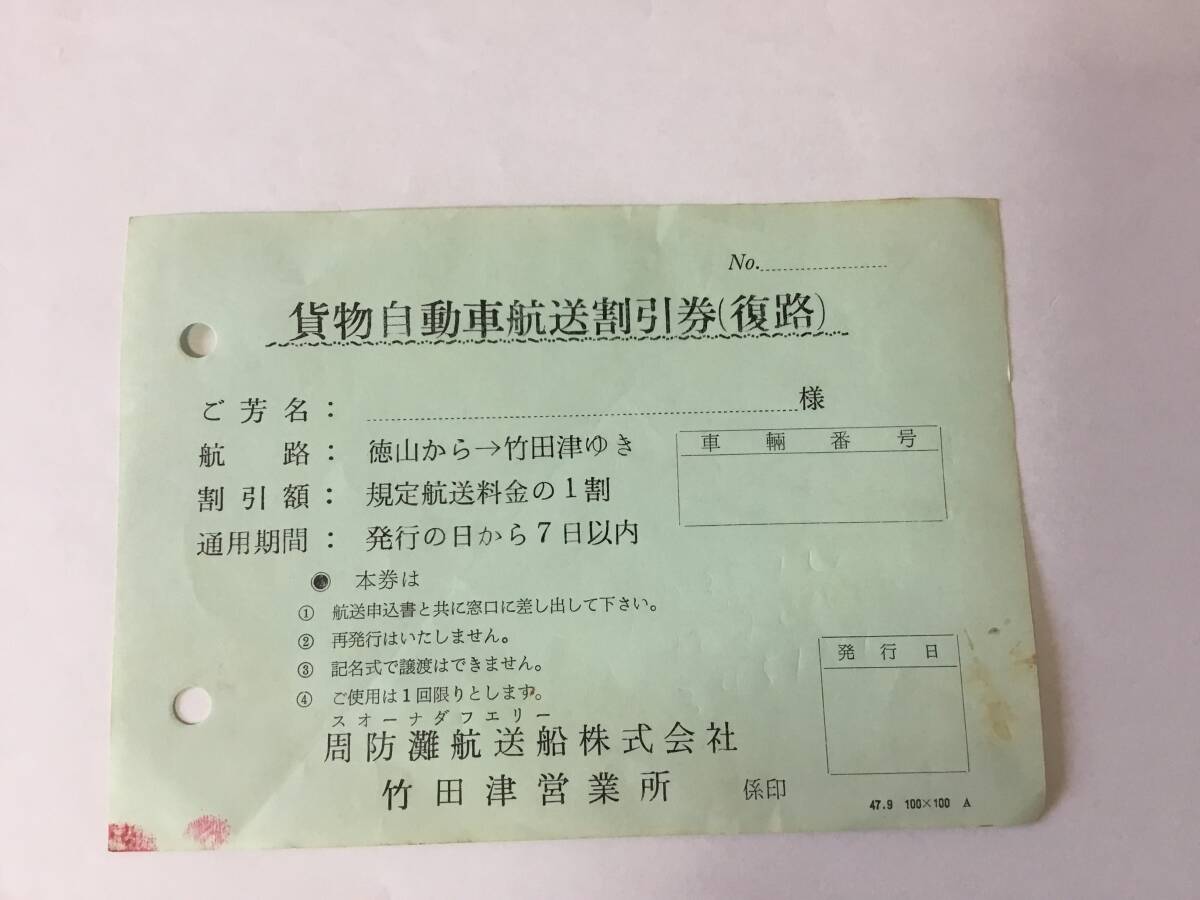 No.
貨物自動車航送割引券(復路)
ご芳名： 様
航路： 徳山から→竹田津ゆき
車輛番号
割引額： 規定航送料金の1割
通用期間： 発行の日から7日以内
◉ 本券は
① 航送申込書と共に窓口に差し出して下さい。
② 再発行はいたしません。
③ 記名式で譲渡はできません。
④ ご使用は1回限りとします。
発行日
スオーナダフエリー
周防灘航送船株式会社
竹田津営業所 係印
47.9 100×100 A